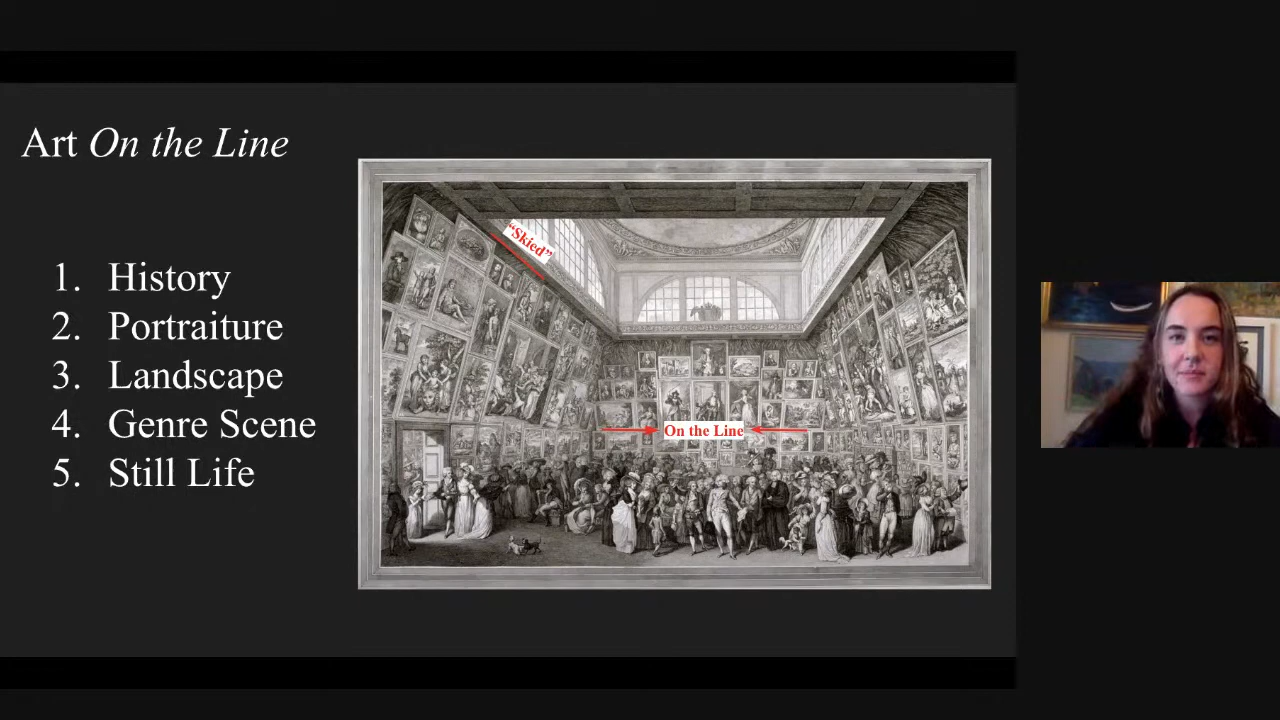 Art On the Line
1. History
2. Portraiture
3. Landscape
4. Genre Scene
5. Still Life
“Skied”
On the Line